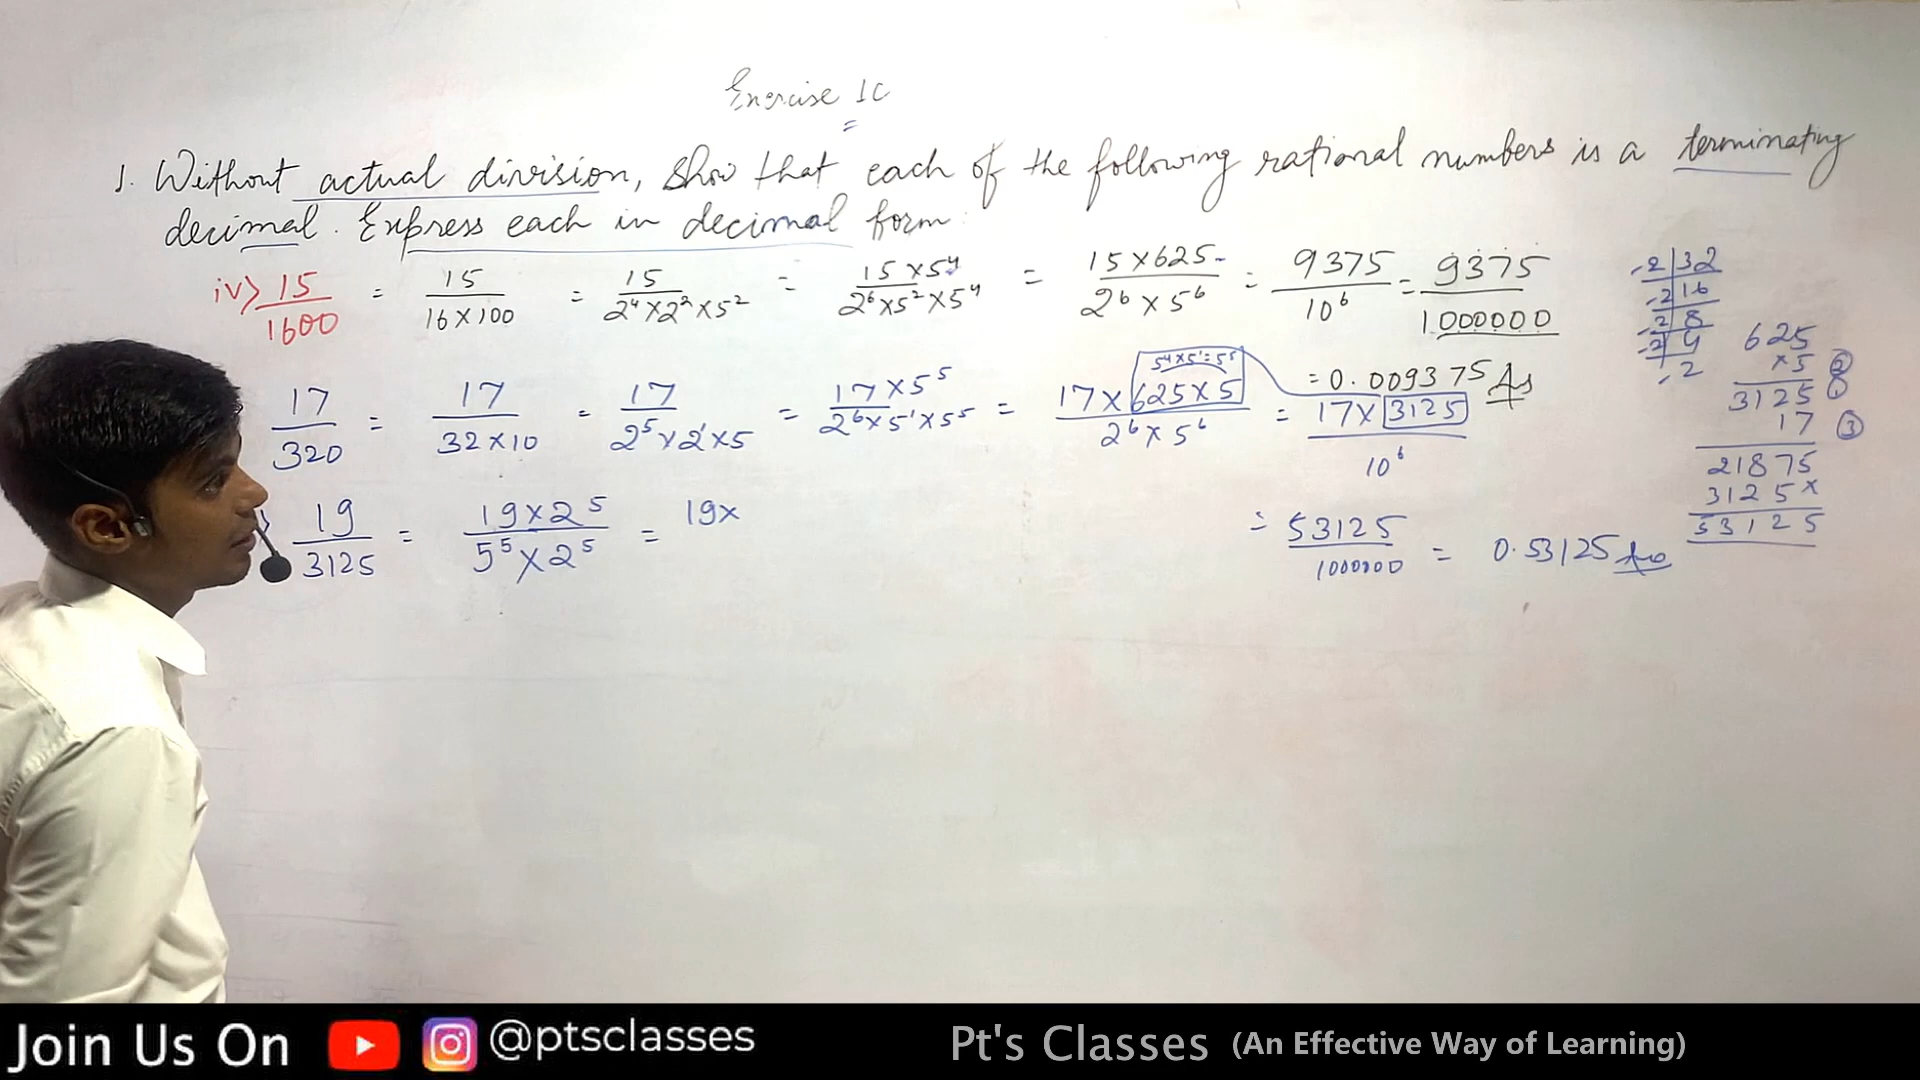 Exercise 1C
1. Without actual division, show that each of the following rational numbers is a terminating
decimal. Express each in decimal form.
iv> 15/1600 = 15/16×100 = 15/2⁴×2²×5² = 15×5⁴/2⁶×5²×5⁴ = 15×625/2⁶×5⁶ = 9375/10⁶ = 9375/1000000
= 0.009375 Ans
17/320 = 17/32×10 = 17/2⁵×2¹×5 = 17×5⁵/2⁶×5¹×5⁵ = 17×625×5/2⁶×5⁶ = 17×3125/10⁶
5⁴×5¹=5⁵
= 53125/1000000 = 0.53125 Ans
19/3125 = 19×2⁵/5⁵×2⁵ = 19×
2|32
2|16
2|8
2|4
2
625
×5 ②
3125 ①
17 ③
21875
3125×
53125
Join Us On @ptsclasses Pt's Classes (An Effective Way of Learning)